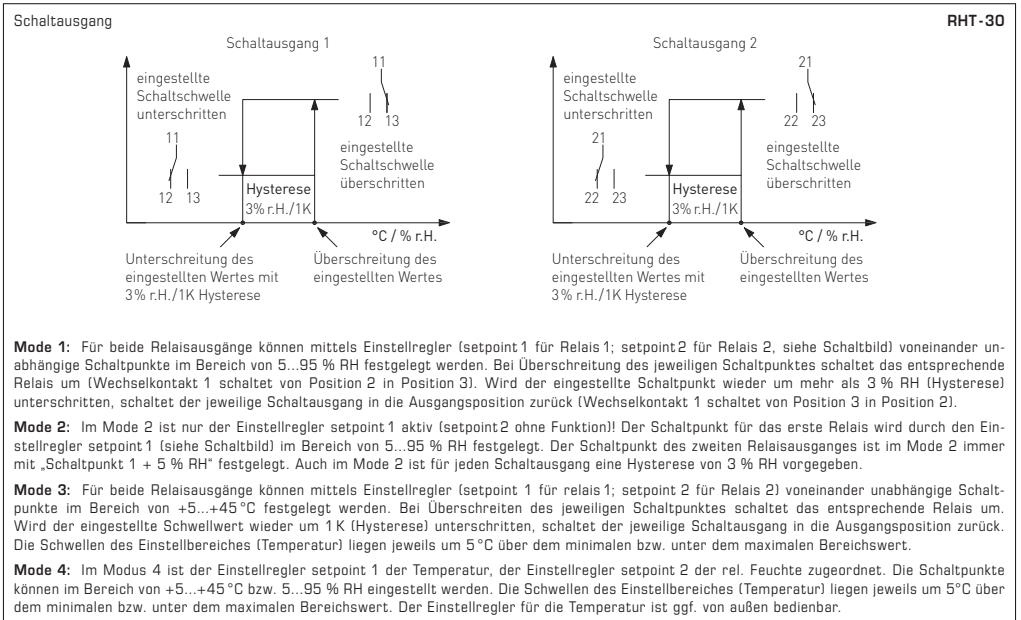 Schaltausgang
RHT-30
Schaltausgang 1
eingestellte
Schaltschwelle
unterschritten
11
12 13
11
12 13
eingestellte
Schaltschwelle
überschritten
Hysterese
3% r.H./1K
°C / % r.H.
Unterschreitung des
eingestellten Wertes mit
3% r.H./1K Hysterese
Überschreitung des
eingestellten Wertes
Schaltausgang 2
eingestellte
Schaltschwelle
unterschritten
21
22 23
21
22 23
eingestellte
Schaltschwelle
überschritten
Hysterese
3% r.H./1K
°C / % r.H.
Unterschreitung des
eingestellten Wertes mit
3% r.H./1K Hysterese
Überschreitung des
eingestellten Wertes
Mode 1: Für beide Relaisausgänge können mittels Einstellregler (setpoint 1 für Relais 1; setpoint 2 für Relais 2, siehe Schaltbild) voneinander un-
abhängige Schaltpunkte im Bereich von 5...95 % RH festgelegt werden. Bei Überschreitung des jeweiligen Schaltpunktes schaltet das entsprechende
Relais um (Wechselkontakt 1 schaltet von Position 2 in Position 3). Wird der eingestellte Schaltpunkt wieder um mehr als 3 % RH (Hysterese)
unterschritten, schaltet der jeweilige Schaltausgang in die Ausgangsposition zurück (Wechselkontakt 1 schaltet von Position 3 in Position 2).
Mode 2: Im Mode 2 ist nur der Einstellregler setpoint 1 aktiv (setpoint 2 ohne Funktion)! Der Schaltpunkt für das erste Relais wird durch den Ein-
stellregler setpoint 1 (siehe Schaltbild) im Bereich von 5...95 % RH festgelegt. Der Schaltpunkt des zweiten Relaisausganges ist im Mode 2 immer
mit „Schaltpunkt 1 + 5 % RH“ festgelegt. Auch im Mode 2 ist für jeden Schaltausgang eine Hysterese von 3 % RH vorgegeben.
Mode 3: Für beide Relaisausgänge können mittels Einstellregler (setpoint 1 für relais 1; setpoint 2 für Relais 2) voneinander unabhängige Schalt-
punkte im Bereich von +5...+45 °C festgelegt werden. Bei Überschreiten des jeweiligen Schaltpunktes schaltet das entsprechende Relais um.
Wird der eingestellte Schwellwert wieder um 1 K (Hysterese) unterschritten, schaltet der jeweilige Schaltausgang in die Ausgangsposition zurück.
Die Schwellen des Einstellbereiches (Temperatur) liegen jeweils um 5 °C über dem minimalen bzw. unter dem maximalen Bereichswert.
Mode 4: Im Modus 4 ist der Einstellregler setpoint 1 der Temperatur, der Einstellregler setpoint 2 der rel. Feuchte zugeordnet. Die Schaltpunkte
können im Bereich von +5...+45 °C bzw. 5...95 % RH eingestellt werden. Die Schwellen des Einstellbereiches (Temperatur) liegen jeweils um 5°C über
dem minimalen bzw. unter dem maximalen Bereichswert. Der Einstellregler für die Temperatur ist ggf. von außen bedienbar.